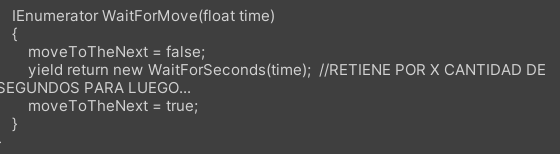 IEnumerator WaitForMove(float time)
{
moveToTheNext = false;
yield return new WaitForSeconds(time); //RETIENE POR X CANTIDAD DE
SEGUNDOS PARA LUEGO...
moveToTheNext = true;
}